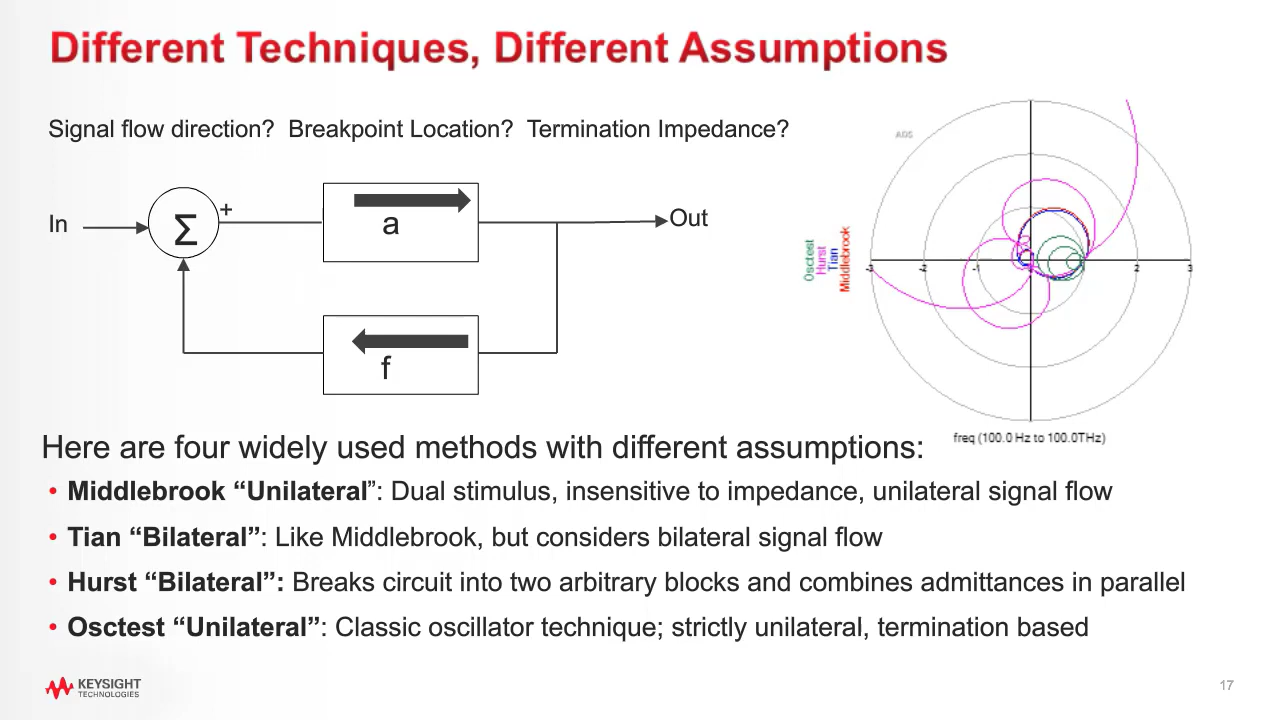 Different Techniques, Different Assumptions
Signal flow direction? Breakpoint Location? Termination Impedance?
In
Σ
+
a
Out
f
ADS
Osctest
Hurst
Tian
Middlebrook
-3 -2 -1 1 2 3
freq (100.0 Hz to 100.0THz)
Here are four widely used methods with different assumptions:
• Middlebrook “Unilateral”: Dual stimulus, insensitive to impedance, unilateral signal flow
• Tian “Bilateral”: Like Middlebrook, but considers bilateral signal flow
• Hurst “Bilateral”: Breaks circuit into two arbitrary blocks and combines admittances in parallel
• Osctest “Unilateral”: Classic oscillator technique; strictly unilateral, termination based
KEYSIGHT
TECHNOLOGIES
17